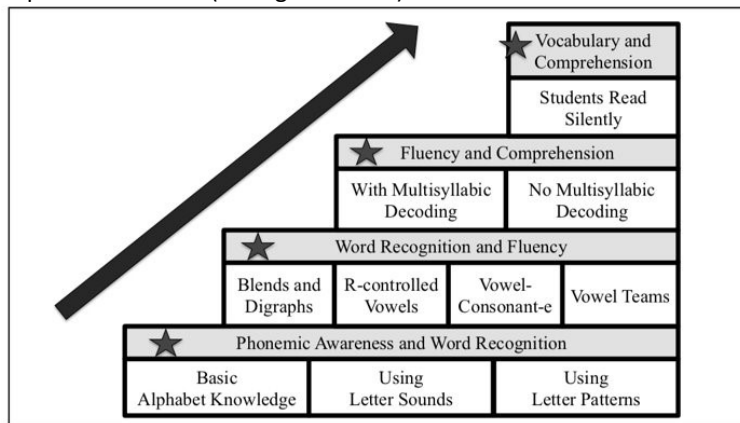 Vocabulary and
Comprehension
Students Read
Silently
Fluency and Comprehension
With Multisyllabic
Decoding
No Multisyllabic
Decoding
Word Recognition and Fluency
Blends and
Digraphs
R-controlled
Vowels
Vowel-
Consonant-e
Vowel Teams
Phonemic Awareness and Word Recognition
Basic
Alphabet Knowledge
Using
Letter Sounds
Using
Letter Patterns